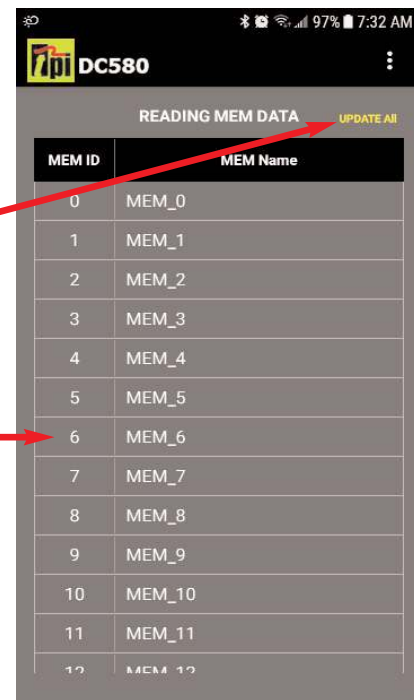 97% 7:32 AM
tpi DC580
READING MEM DATA UPDATE All
MEM ID MEM Name
0 MEM_0
1 MEM_1
2 MEM_2
3 MEM_3
4 MEM_4
5 MEM_5
6 MEM_6
7 MEM_7
8 MEM_8
9 MEM_9
10 MEM_10
11 MEM_11
12 MEM_12